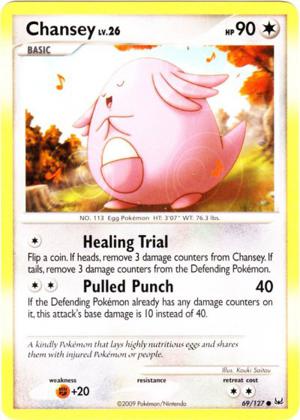 Chansey LV.26
HP 90
BASIC
NO. 113 Egg Pokémon HT: 3'07" WT: 76.3 lbs.
Healing Trial
Flip a coin. If heads, remove 3 damage counters from Chansey. If
tails, remove 3 damage counters from the Defending Pokémon.
Pulled Punch 40
If the Defending Pokémon already has any damage counters on
it, this attack's base damage is 10 instead of 40.
A kindly Pokémon that lays highly nutritious eggs and shares
them with injured Pokémon or people.
Illus. Kouki Saitou
weakness resistance retreat cost
+20
©2009 Pokémon/Nintendo 69/127